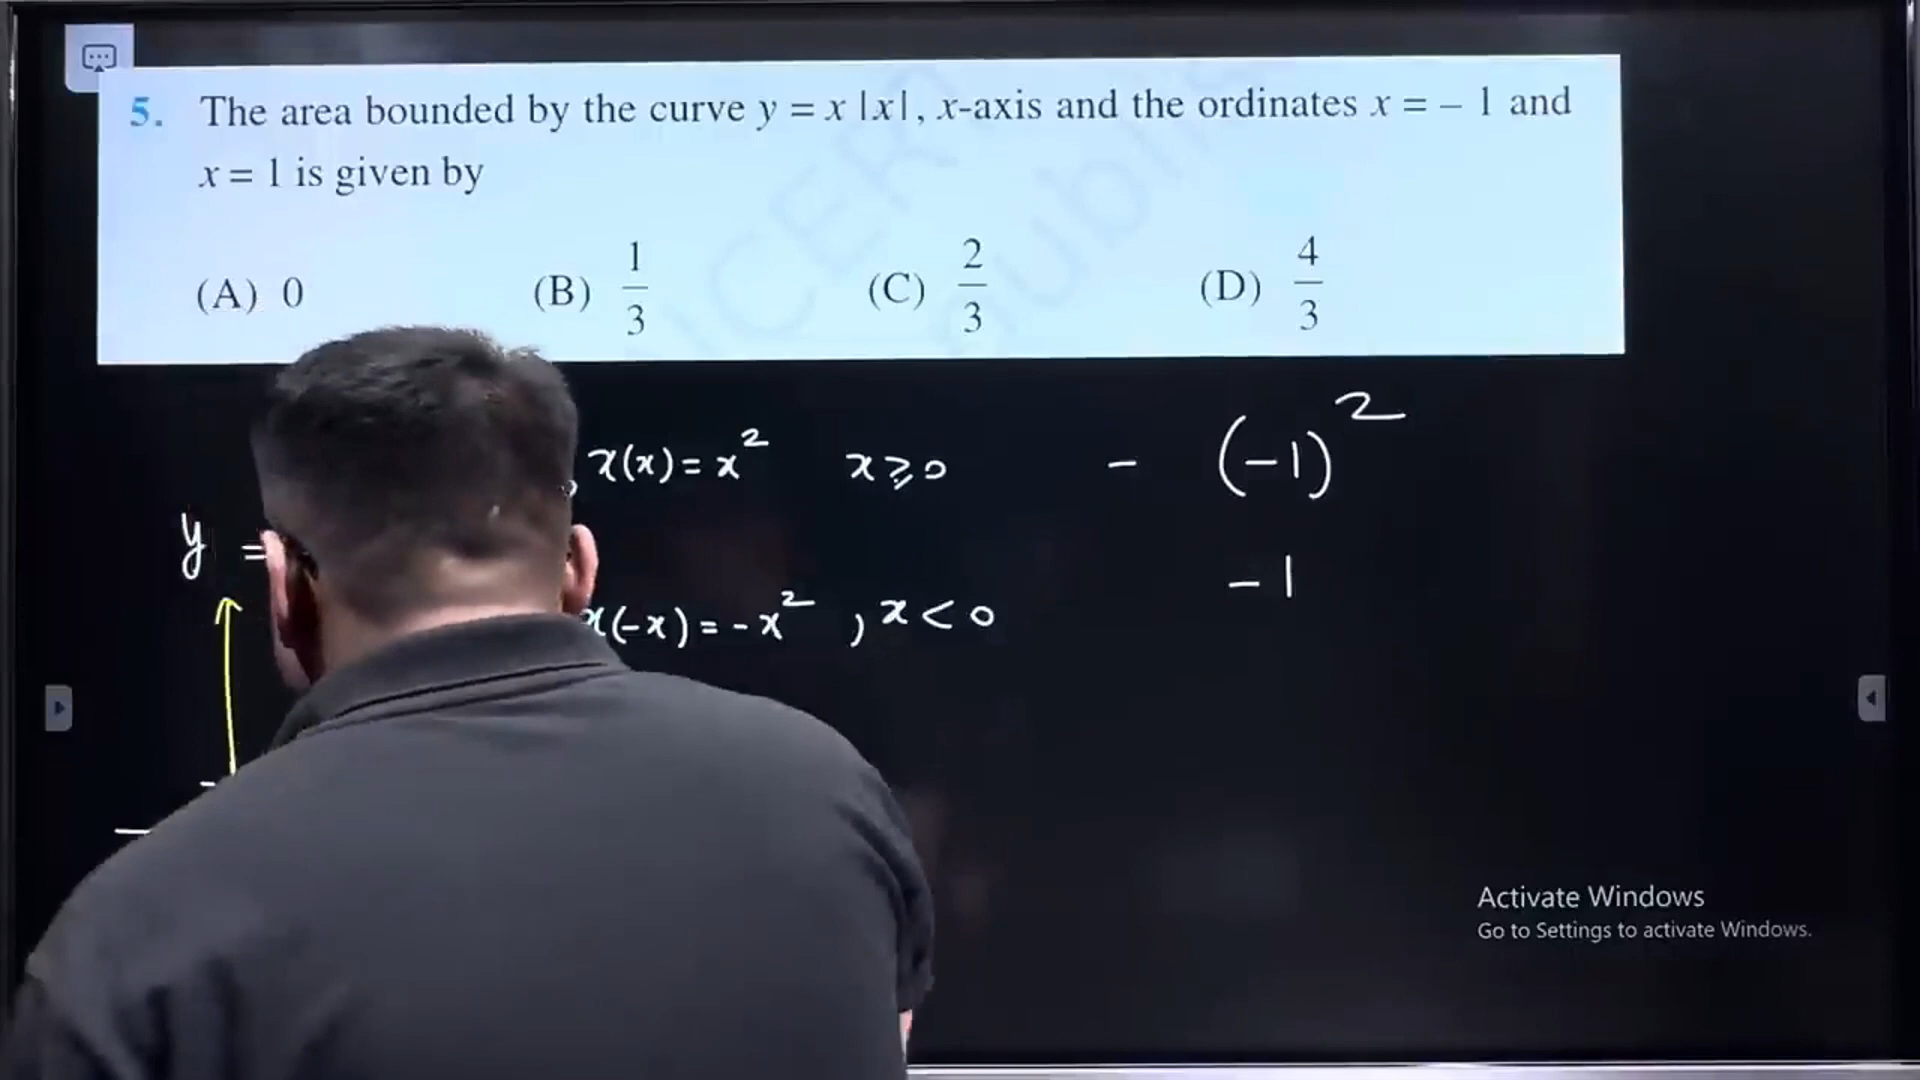 5. The area bounded by the curve y = x |x|, x-axis and the ordinates x = – 1 and
x = 1 is given by
(A) 0 (B) 1/3 (C) 2/3 (D) 4/3
x(x) = x² x ⩾ 0
- (-1)²
y =
-1
x(-x) = -x² , x < 0
Activate Windows
Go to Settings to activate Windows.